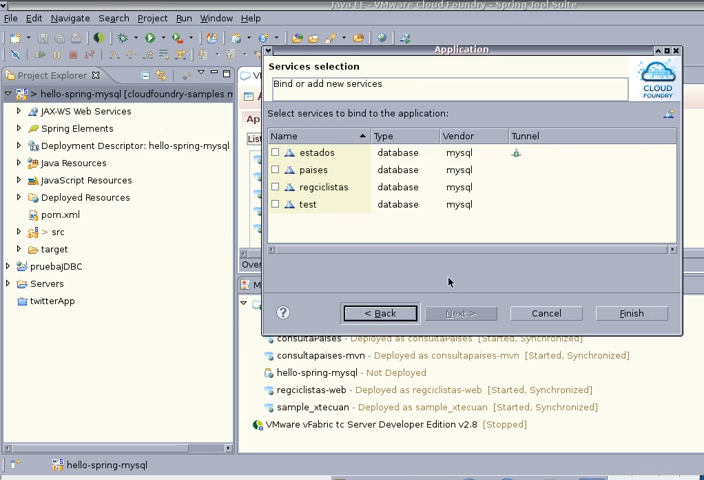 Java EE - VMware Cloud Foundry - Spring Tool Suite
File Edit Navigate Search Project Run Window Help
Project Explorer
hello-spring-mysql [cloudfoundry-samples m
JAX-WS Web Services
Spring Elements
Deployment Descriptor: hello-spring-mysql
Java Resources
JavaScript Resources
Deployed Resources
pom.xml
> src
target
pruebaJDBC
Servers
twitterApp
hello-spring-mysql
Application
Services selection
Bind or add new services
CLOUD
FOUNDRY
Select services to bind to the application:
Name Type Vendor Tunnel
estados database mysql
paises database mysql
regciclistas database mysql
test database mysql
? < Back Next > Cancel Finish
consultaPaises - Deployed as consultaPaises [Started, Synchronized]
consultapaises-mvn - Deployed as consultapaises-mvn [Started, Synchronized]
hello-spring-mysql - Not Deployed
regciclistas-web - Deployed as regciclistas-web [Started, Synchronized]
sample_xtecuan - Deployed as sample_xtecuan [Started, Synchronized]
VMware vFabric tc Server Developer Edition v2.8 [Stopped]